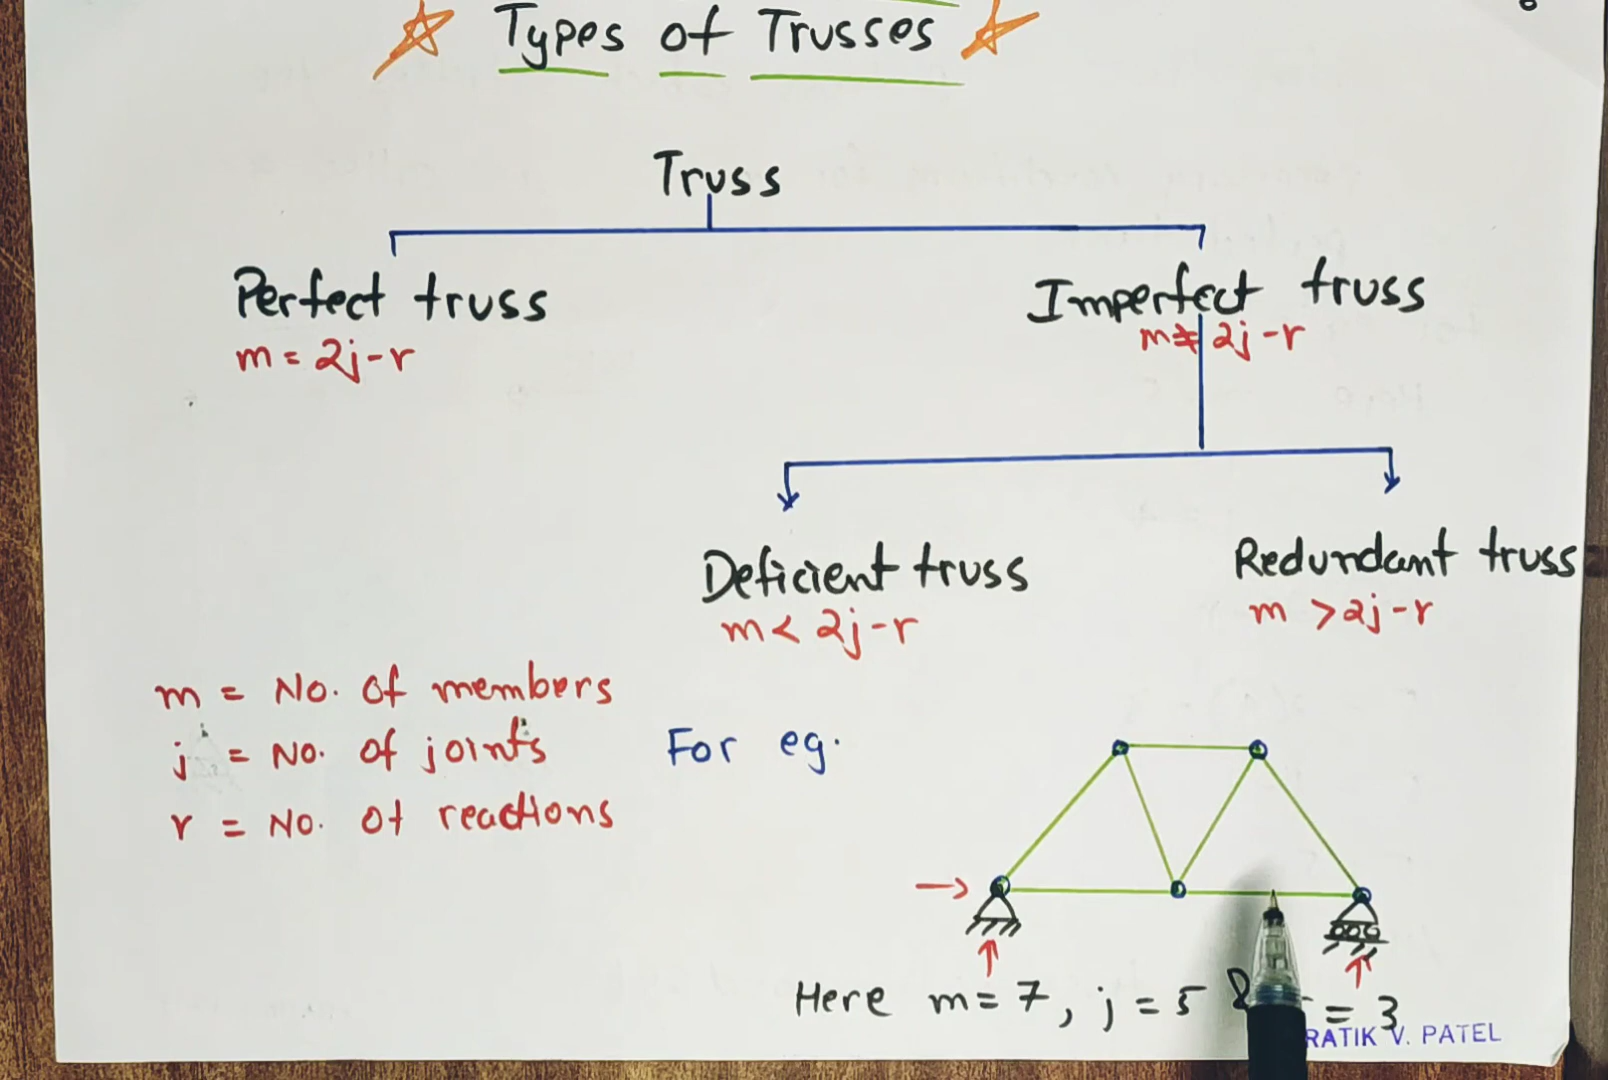 Types of Trusses
Truss
Perfect truss
m = 2j - r
Imperfect truss
m ≠ 2j - r
Deficient truss
m < 2j - r
Redundant truss
m > 2j - r
m = No. of members
j = No. of joints
r = No. of reactions
For eg.
Here m = 7, j = 5 & = 3
RATIK V. PATEL